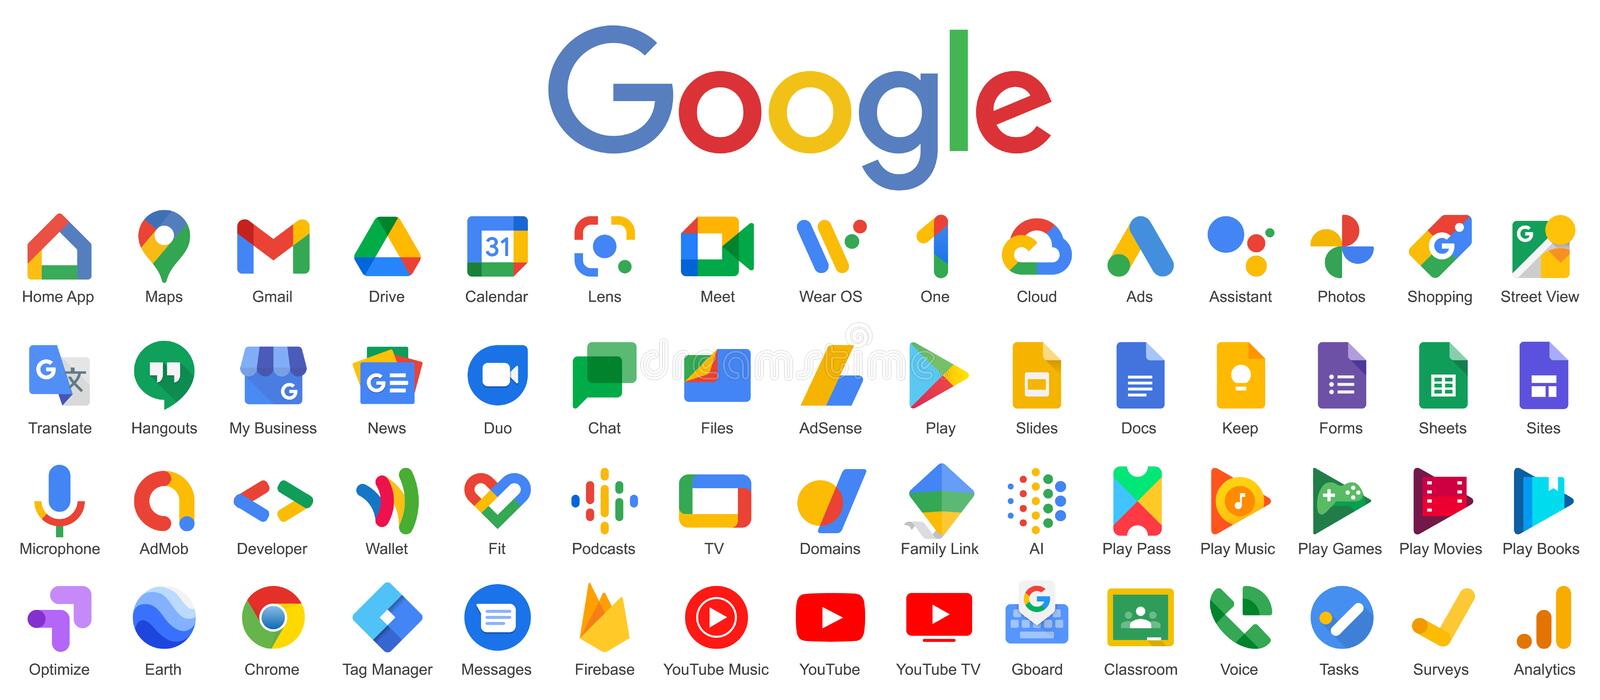 Google
Home App Maps Gmail Drive Calendar Lens Meet Wear OS One Cloud Ads Assistant Photos Shopping Street View
Translate Hangouts My Business News Duo Chat Files AdSense Play Slides Docs Keep Forms Sheets Sites
Microphone AdMob Developer Wallet Fit Podcasts TV Domains Family Link AI Play Pass Play Music Play Games Play Movies Play Books
Optimize Earth Chrome Tag Manager Messages Firebase YouTube Music YouTube YouTube TV Gboard Classroom Voice Tasks Surveys Analytics
31
G
G
G
文
G
G
G
dreamstime